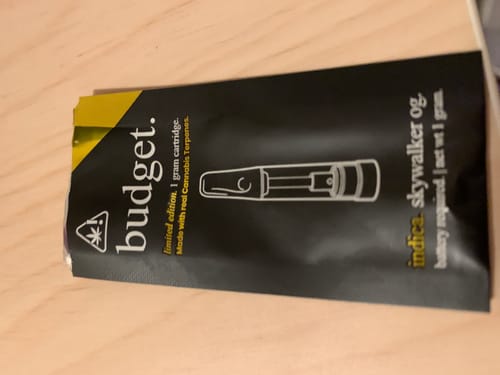 budget.
limited edition. 1 gram cartridge.
Made with real Cannabis Terpenes.
indica. skywalker og.
battery required. | net wt 1 gram.